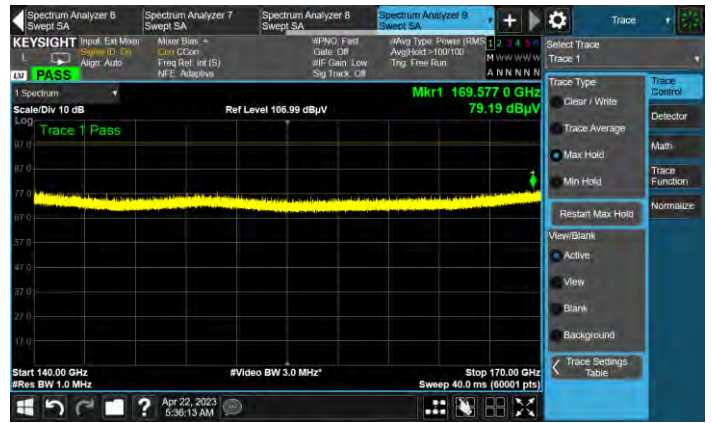 Spectrum Analyzer 6
Swept SA
Spectrum Analyzer 7
Swept SA
Spectrum Analyzer 8
Swept SA
Spectrum Analyzer 9
Swept SA
Trace
KEYSIGHT
L
LXI
PASS
Input: Ext Mixer
Signal ID: On
Align: Auto
Mixer Bias: +
Corr CCorr
Freq Ref: Int (S)
NFE: Adaptive
#PNO: Fast
Gate: Off
#IF Gain: Low
Sig Track: Off
#Avg Type: Power (RMS
Avg|Hold >100/100
Trig: Free Run
1 2 3 4 5 6
M W W W W W
A N N N N N
Select Trace
Trace 1
1 Spectrum
Scale/Div 10 dB
Log
Ref Level 106.99 dBµV
Mkr1 169.577 0 GHz
79.19 dBµV
Trace 1 Pass
1
97.0
87.0
77.0
67.0
57.0
47.0
37.0
27.0
17.0
Start 140.00 GHz
#Res BW 1.0 MHz
#Video BW 3.0 MHz*
Stop 170.00 GHz
Sweep 40.0 ms (60001 pts)
Trace Type
Clear / Write
Trace Average
Max Hold
Min Hold
Restart Max Hold
View/Blank
Active
View
Blank
Background
Trace Settings
Table
Trace
Control
Detector
Math
Trace
Function
Normalize
?
Apr 22, 2023
5:36:13 AM